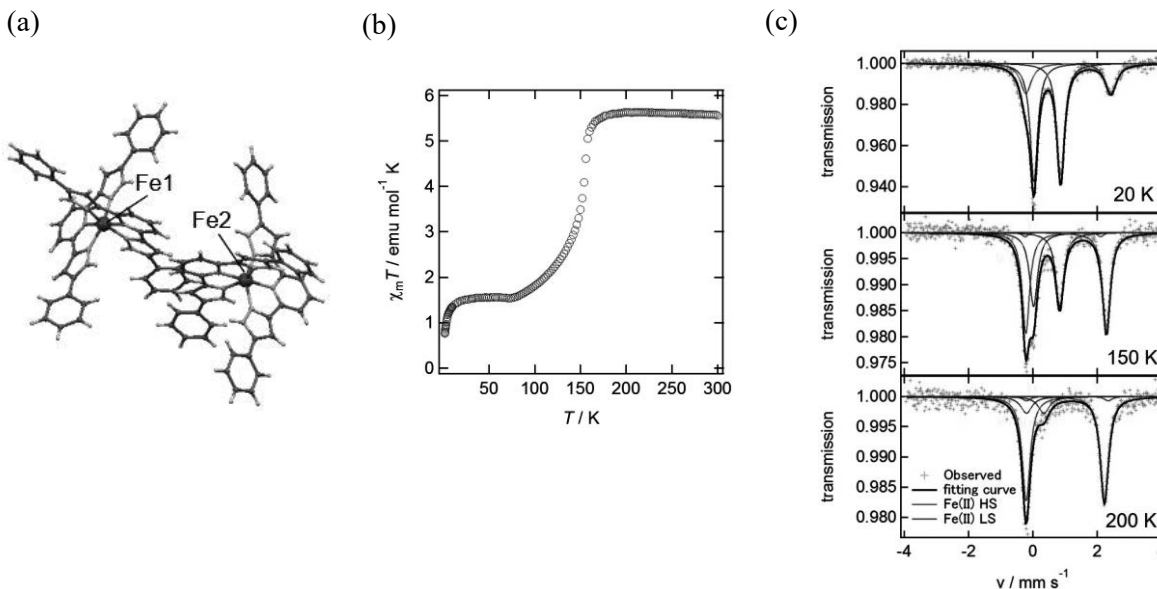 (a)
(b)
(c)
Fe1
Fe2
χmT / emu mol⁻¹ K
6
5
4
3
2
1
0
50
100
150
200
250
300
T / K
transmission
1.000
0.980
0.960
0.940
20 K
transmission
1.000
0.995
0.990
0.985
0.980
0.975
150 K
transmission
1.000
0.995
0.990
0.985
0.980
Observed
fitting curve
Fe(II) HS
Fe(II) LS
200 K
-4
-2
0
2
v / mm s⁻¹